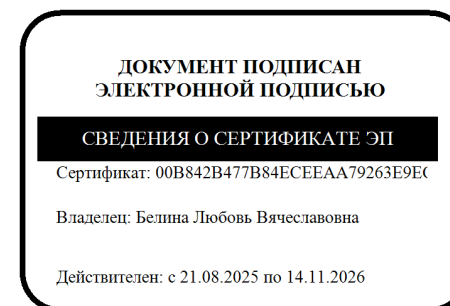 ДОКУМЕНТ ПОДПИСАН
ЭЛЕКТРОННОЙ ПОДПИСЬЮ
СВЕДЕНИЯ О СЕРТИФИКАТЕ ЭП
Сертификат: 00B842B477B84ECEEAA79263E9E
Владелец: Белина Любовь Вячеславовна
Действителен: с 21.08.2025 по 14.11.2026